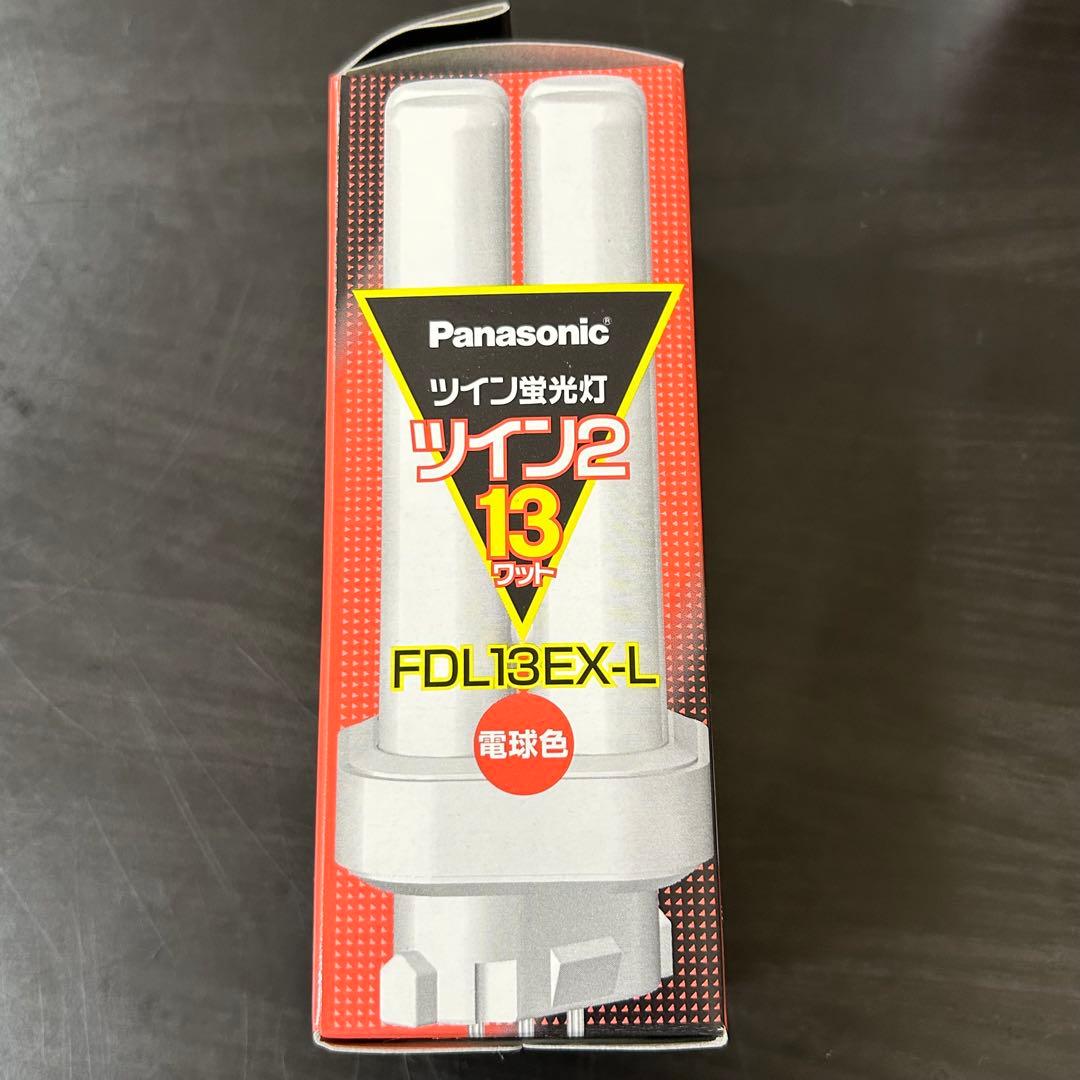 Panasonic®
ツイン蛍光灯
ツイン2
13
ワット
FDL13EX-L
電球色